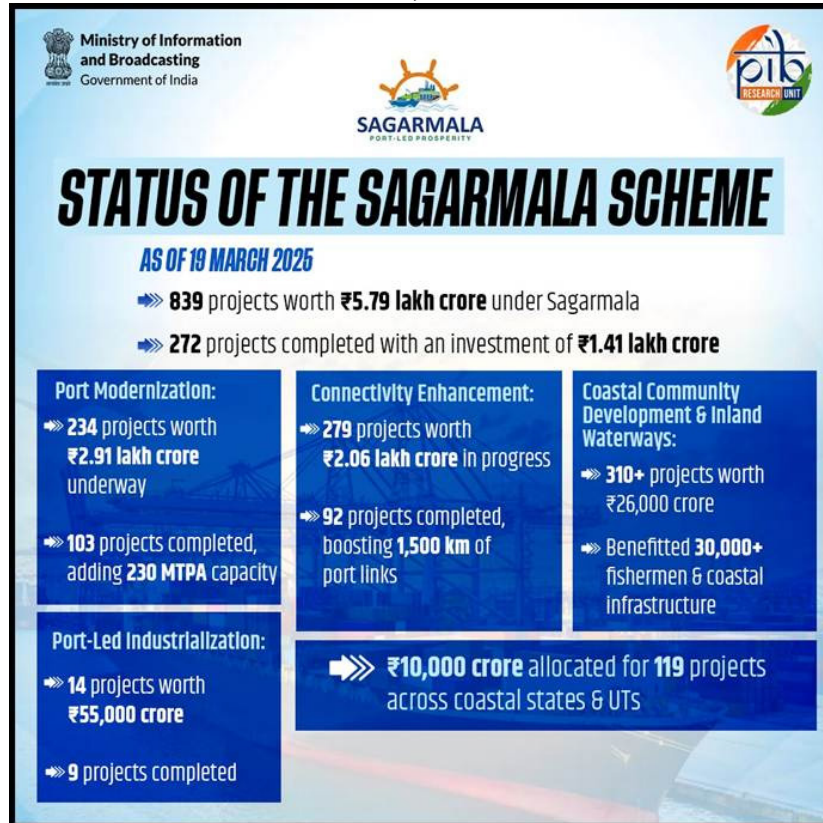 Ministry of Information
and Broadcasting
Government of India
pib
RESEARCH UNIT
SAGARMALA
PORT-LED PROSPERITY
STATUS OF THE SAGARMALA SCHEME
AS OF 19 MARCH 2025
839 projects worth ₹5.79 lakh crore under Sagarmala
272 projects completed with an investment of ₹1.41 lakh crore
Port Modernization:
234 projects worth
₹2.91 lakh crore
underway
103 projects completed,
adding 230 MTPA capacity
Connectivity Enhancement:
279 projects worth
₹2.06 lakh crore in progress
92 projects completed,
boosting 1,500 km of
port links
Coastal Community
Development & Inland
Waterways:
310+ projects worth
₹26,000 crore
Benefitted 30,000+
fishermen & coastal
infrastructure
Port-Led Industrialization:
14 projects worth
₹55,000 crore
9 projects completed
₹10,000 crore allocated for 119 projects
across coastal states & UTs